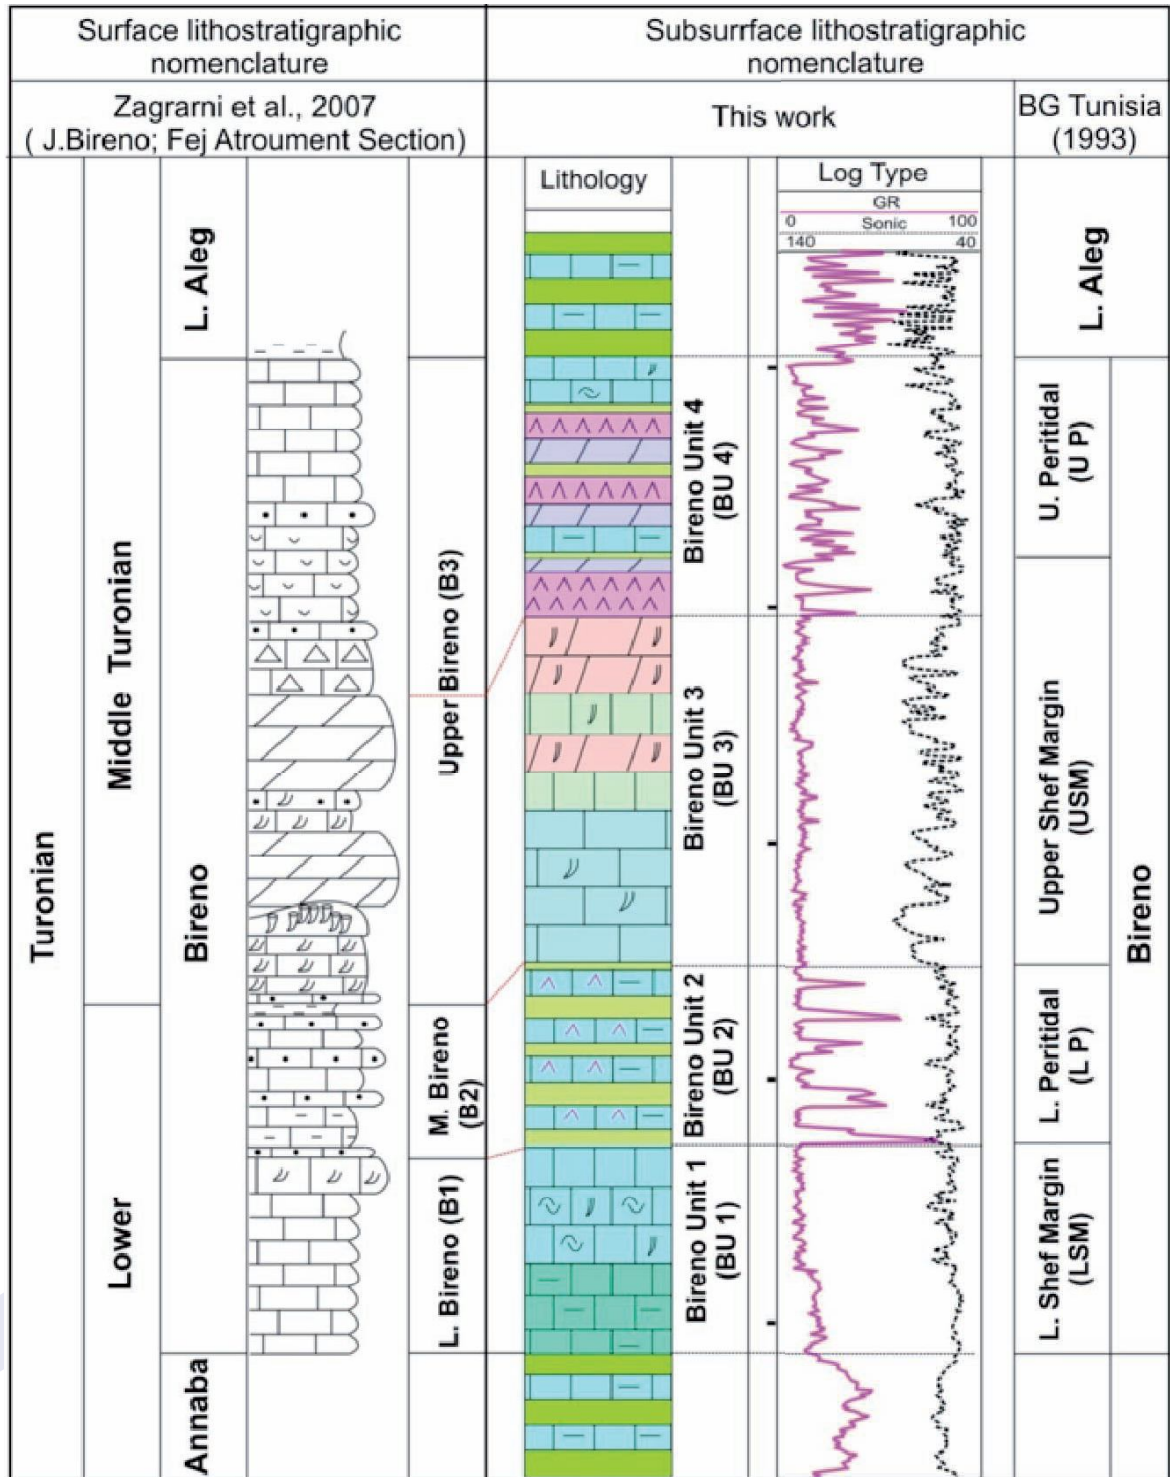 Surface lithostratigraphic
nomenclature
Subsurrface lithostratigraphic
nomenclature
Zagrarni et al., 2007
( J.Bireno; Fej Atroument Section)
This work
BG Tunisia
(1993)
Lithology
Log Type
GR
0 100
Sonic
140 40
Turonian
Middle Turonian
Lower
L. Aleg
Bireno
Annaba
Upper Bireno (B3)
M. Bireno
(B2)
L. Bireno (B1)
Bireno Unit 4
(BU 4)
Bireno Unit 3
(BU 3)
Bireno Unit 2
(BU 2)
Bireno Unit 1
(BU 1)
L. Aleg
U. Peritidal
(U P)
Upper Shef Margin
(USM)
L. Peritidal
(L P)
L. Shef Margin
(LSM)
Bireno